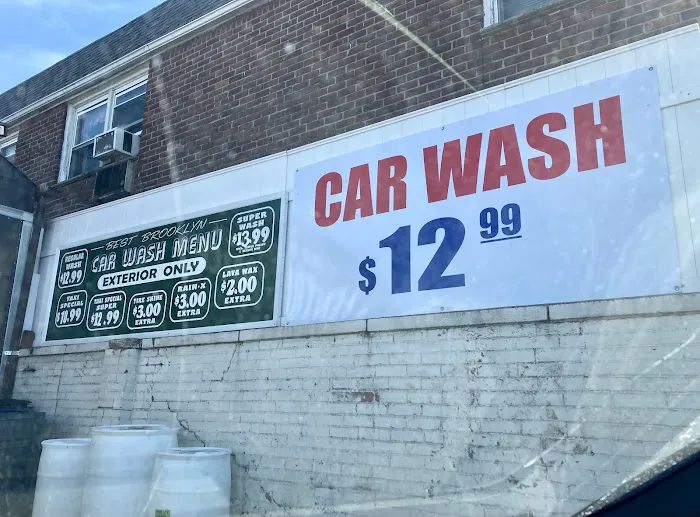 BEST BROOKLYN
CAR WASH MENU
EXTERIOR ONLY
REGULAR
WASH
$12.99
SUPER
WASH
$13.99
TAXI
SPECIAL
TAXI SPECIAL
SUPER
$12.99
TIRE SHINE
$3.00
EXTRA
RAIN-X
$3.00
EXTRA
LAVA WAX
$2.00
EXTRA
CAR WASH
$12.99